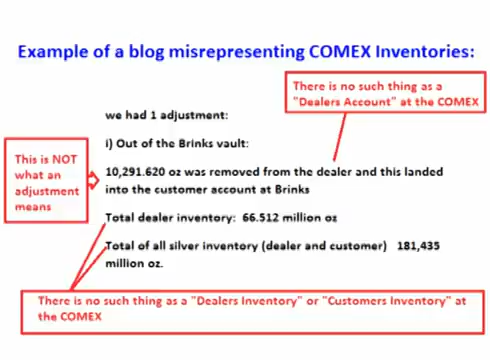 Example of a blog misrepresenting COMEX Inventories:
There is no such thing as a
"Dealers Account" at the COMEX
we had 1 adjustment:
i) Out of the Brinks vault:
This is NOT
what an
adjustment
means
10,291.620 oz was removed from the dealer and this landed
into the customer account at Brinks
Total dealer inventory: 66.512 million oz
Total of all silver inventory (dealer and customer) 181,435
million oz.
There is no such thing as a "Dealers Inventory" or "Customers Inventory" at
the COMEX